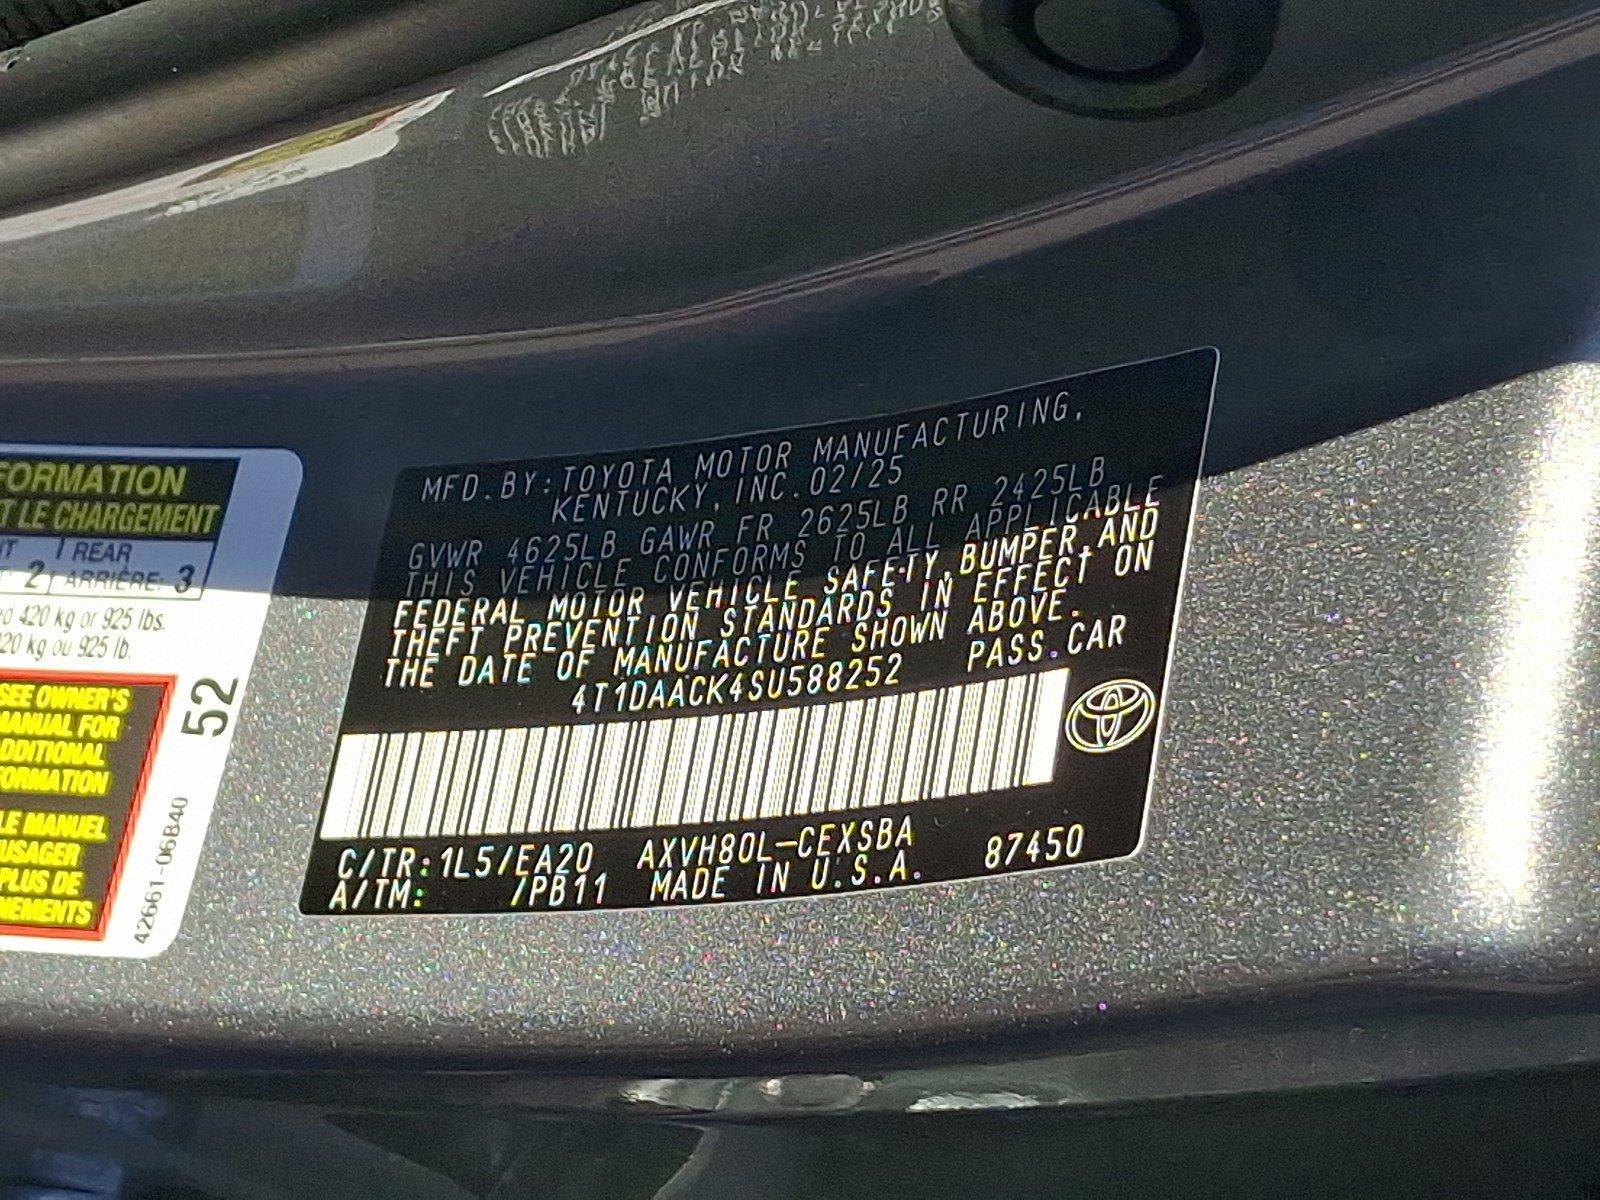 MFD.BY:TOYOTA MOTOR MANUFACTURING,
KENTUCKY, INC.02/25
GVWR 4625LB GAWR FR 2625LB RR 2425LB
THIS VEHICLE CONFORMS TO ALL APPLICABLE
FEDERAL MOTOR VEHICLE SAFETY,BUMPER,AND
THEFT PREVENTION STANDARDS IN EFFECT ON
THE DATE OF MANUFACTURE SHOWN ABOVE.
4T1DAACK4SU588252 PASS.CAR
C/TR:1L5/EA20 AXVH80L-CEXSBA 87450
A/TM: /PB11 MADE IN U.S.A.
FORMATION
T LE CHARGEMENT
REAR
2 ARRIÈRE: 3
420 kg or 925 lbs.
20 kg ou 925 lb.
SEE OWNER'S
MANUAL FOR
DDITIONAL
FORMATION
LE MANUEL
USAGER
PLUS DE
NEMENTS
52
42661-06B40